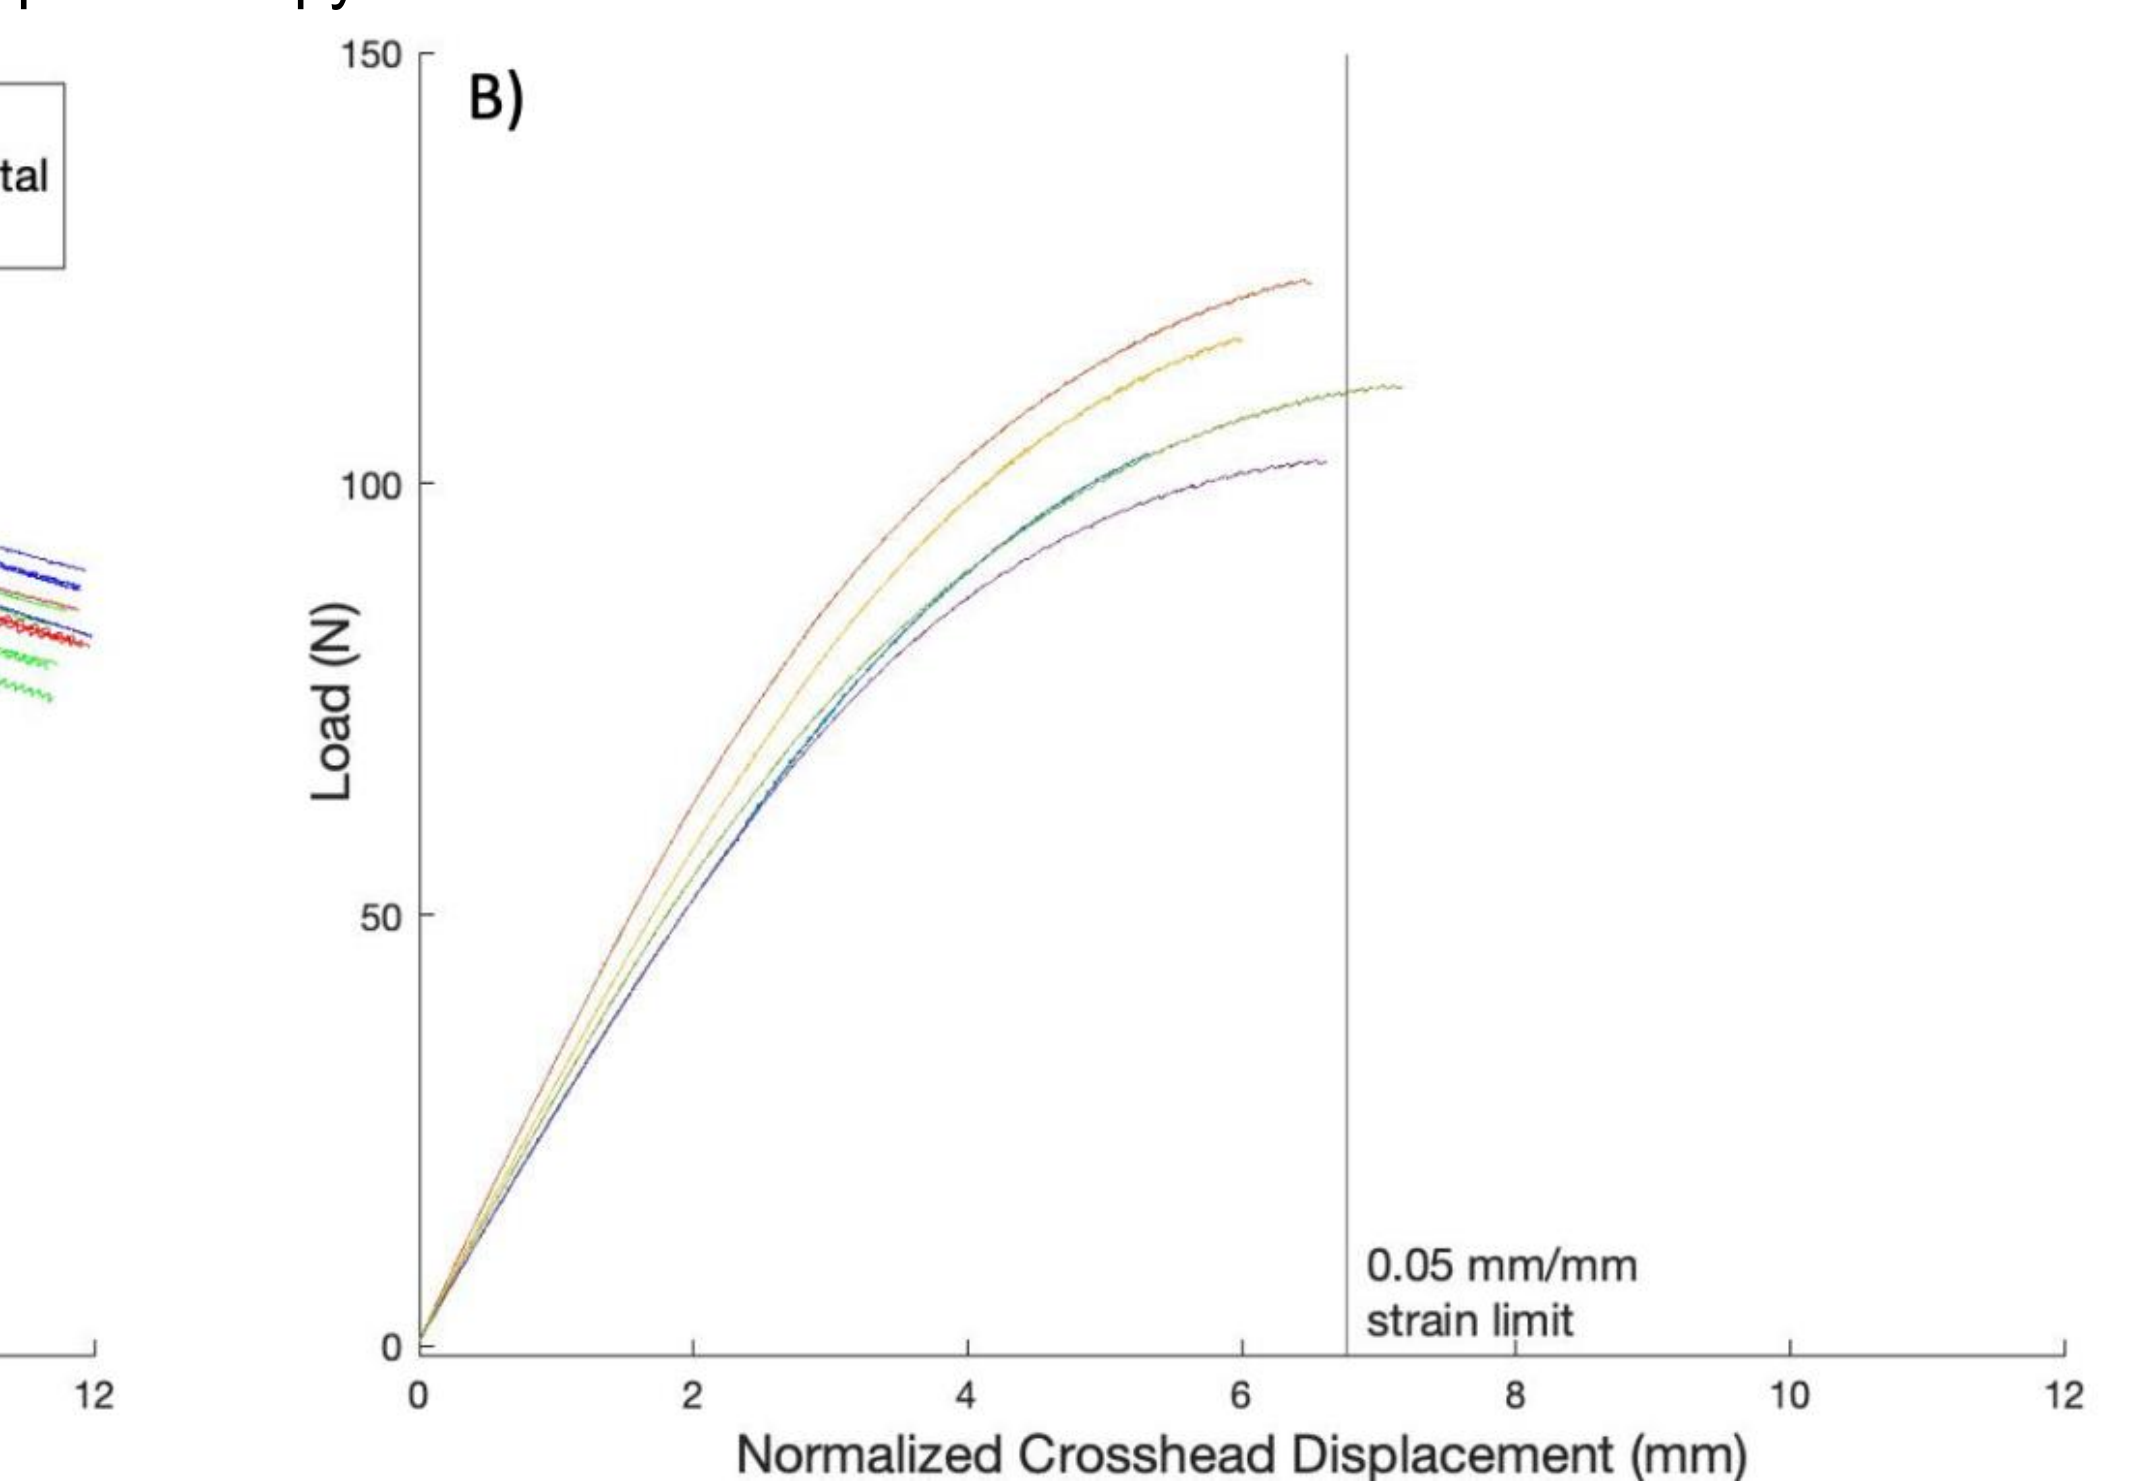 tal
12
B)
150
100
50
0
Load (N)
0.05 mm/mm
strain limit
0 2 4 6 8 10 12
Normalized Crosshead Displacement (mm)